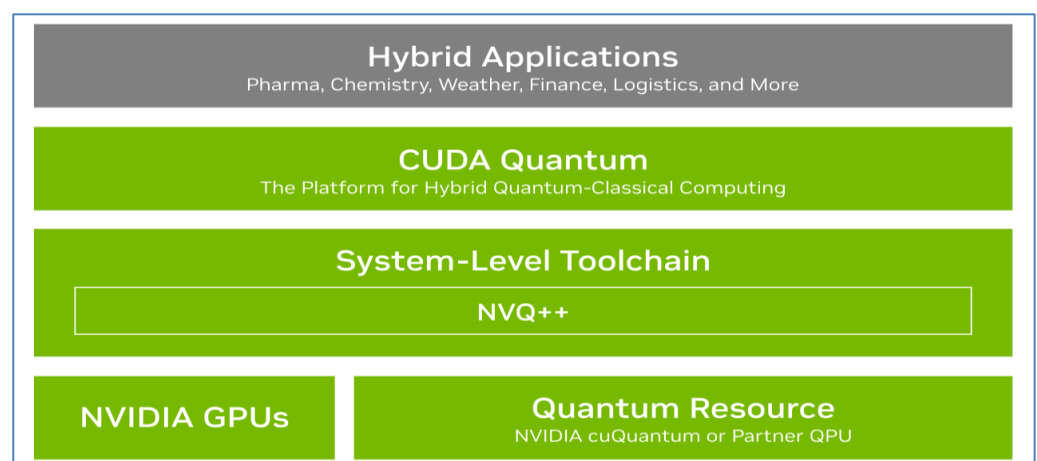 Hybrid Applications
Pharma, Chemistry, Weather, Finance, Logistics, and More
CUDA Quantum
The Platform for Hybrid Quantum-Classical Computing
System-Level Toolchain
NVQ++
NVIDIA GPUs
Quantum Resource
NVIDIA cuQuantum or Partner QPU